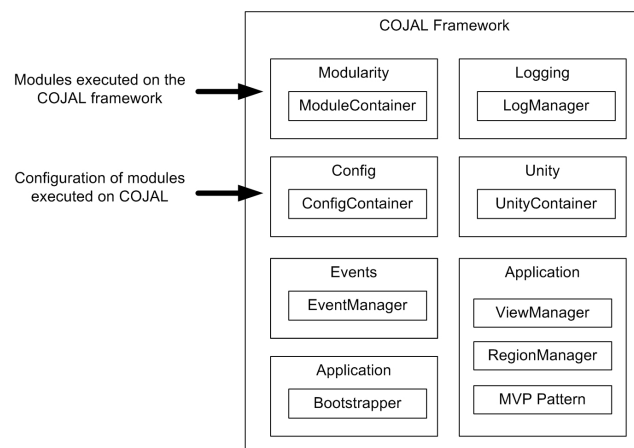 COJAL Framework
Modules executed on the
COJAL framework
Modularity
ModuleContainer
Logging
LogManager
Configuration of modules
executed on COJAL
Config
ConfigContainer
Unity
UnityContainer
Events
EventManager
Application
ViewManager
RegionManager
MVP Pattern
Application
Bootstrapper